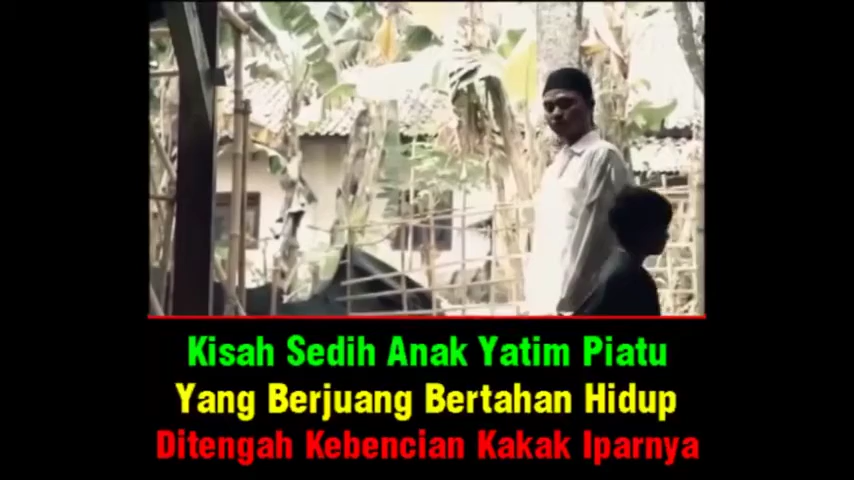 Kisah Sedih Anak Yatim Piatu
Yang Berjuang Bertahan Hidup
Ditengah Kebencian Kakak Iparnya